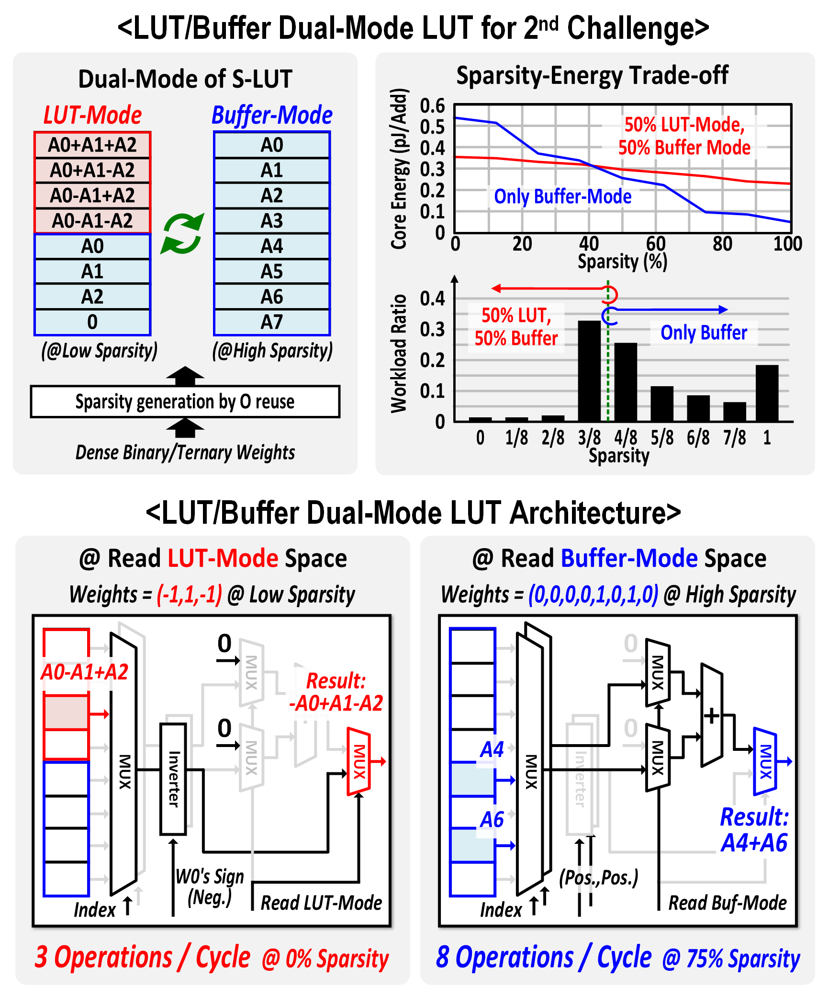 <LUT/Buffer Dual-Mode LUT for 2nd Challenge>
Dual-Mode of S-LUT
LUT-Mode
A0+A1+A2
A0+A1-A2
A0-A1+A2
A0-A1-A2
A0
A1
A2
0
(@Low Sparsity)
Buffer-Mode
A0
A1
A2
A3
A4
A5
A6
A7
(@High Sparsity)
Sparsity generation by O reuse
Dense Binary/Ternary Weights
Sparsity-Energy Trade-off
Core Energy (pJ/Add)
0.6
0.5
0.4
0.3
0.2
0.1
0
50% LUT-Mode,
50% Buffer Mode
Only Buffer-Mode
0 20 40 60 80 100
Sparsity (%)
Workload Ratio
0.4
0.3
0.2
0.1
0
50% LUT,
50% Buffer
Only Buffer
0 1/8 2/8 3/8 4/8 5/8 6/8 7/8 1
Sparsity
<LUT/Buffer Dual-Mode LUT Architecture>
@ Read LUT-Mode Space
Weights = (-1,1,-1) @ Low Sparsity
A0-A1+A2
MUX
Inverter
0
MUX
0
MUX
+
Result:
-A0+A1-A2
MUX
W0's Sign
(Neg.)
Index
Read LUT-Mode
3 Operations / Cycle @ 0% Sparsity
@ Read Buffer-Mode Space
Weights = (0,0,0,0,1,0,1,0) @ High Sparsity
A4
A6
MUX
Inverter
0
MUX
0
MUX
+
MUX
Result:
A4+A6
(Pos.,Pos.)
Index
Read Buf-Mode
8 Operations / Cycle @ 75% Sparsity